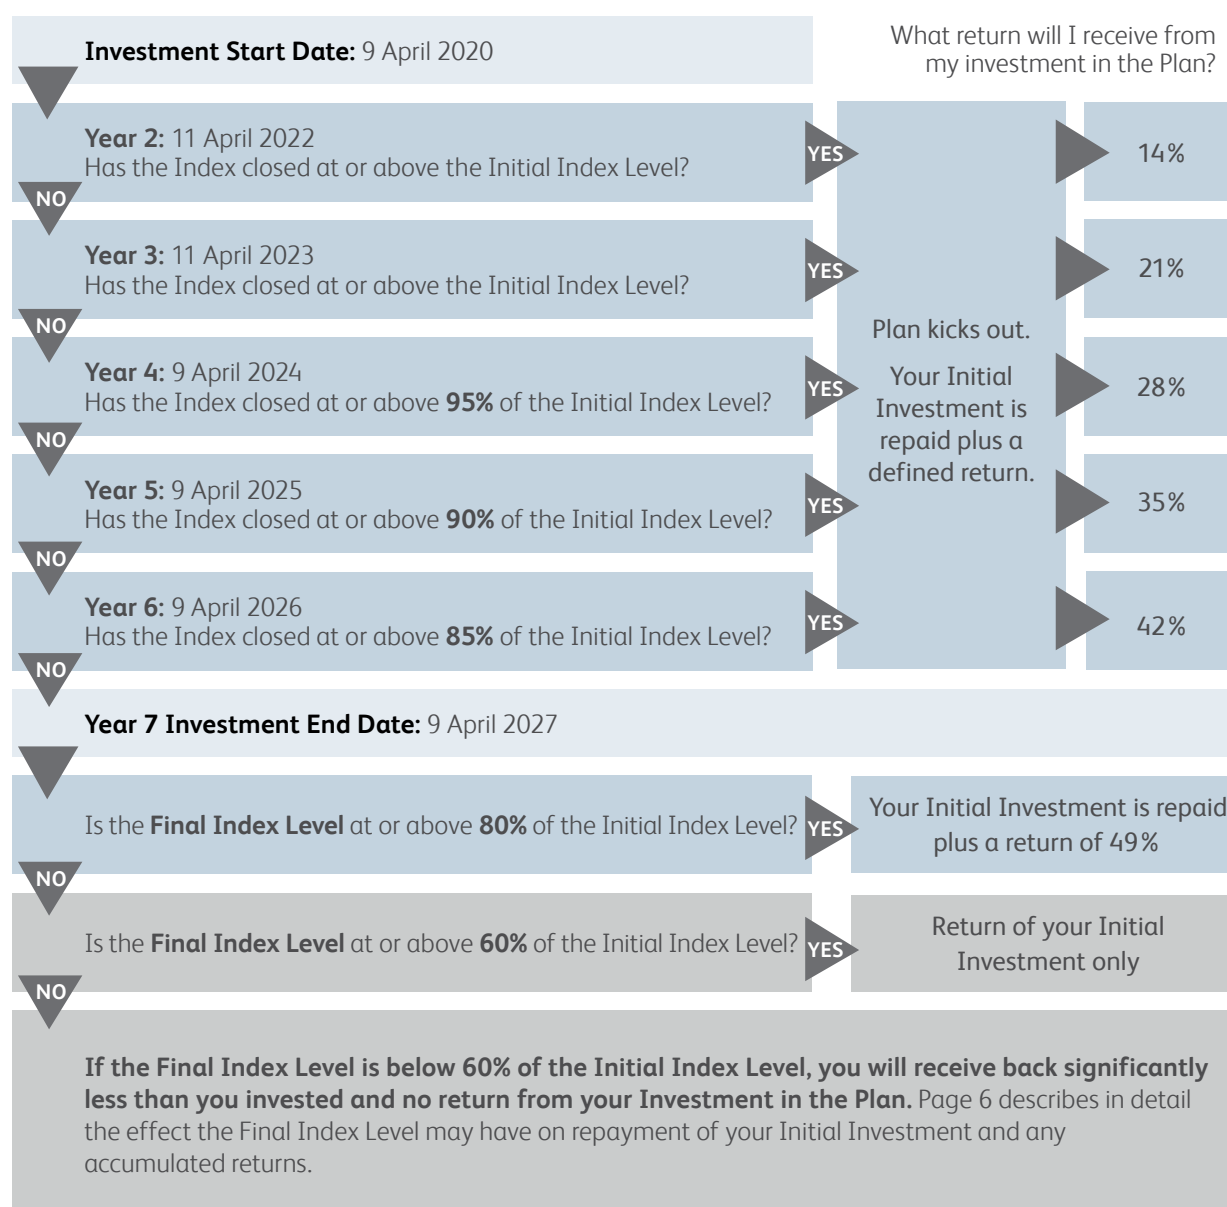 Investment Start Date: 9 April 2020
What return will I receive from
my investment in the Plan?
Year 2: 11 April 2022
Has the Index closed at or above the Initial Index Level?
YES
14%
NO
Year 3: 11 April 2023
Has the Index closed at or above the Initial Index Level?
YES
21%
NO
Plan kicks out.
Your Initial
Investment is
repaid plus a
defined return.
Year 4: 9 April 2024
Has the Index closed at or above 95% of the Initial Index Level?
YES
28%
NO
Year 5: 9 April 2025
Has the Index closed at or above 90% of the Initial Index Level?
YES
35%
NO
Year 6: 9 April 2026
Has the Index closed at or above 85% of the Initial Index Level?
YES
42%
NO
Year 7 Investment End Date: 9 April 2027
Is the Final Index Level at or above 80% of the Initial Index Level?
YES
Your Initial Investment is repaid
plus a return of 49%
NO
Is the Final Index Level at or above 60% of the Initial Index Level?
YES
Return of your Initial
Investment only
NO
If the Final Index Level is below 60% of the Initial Index Level, you will receive back significantly
less than you invested and no return from your Investment in the Plan. Page 6 describes in detail
the effect the Final Index Level may have on repayment of your Initial Investment and any
accumulated returns.